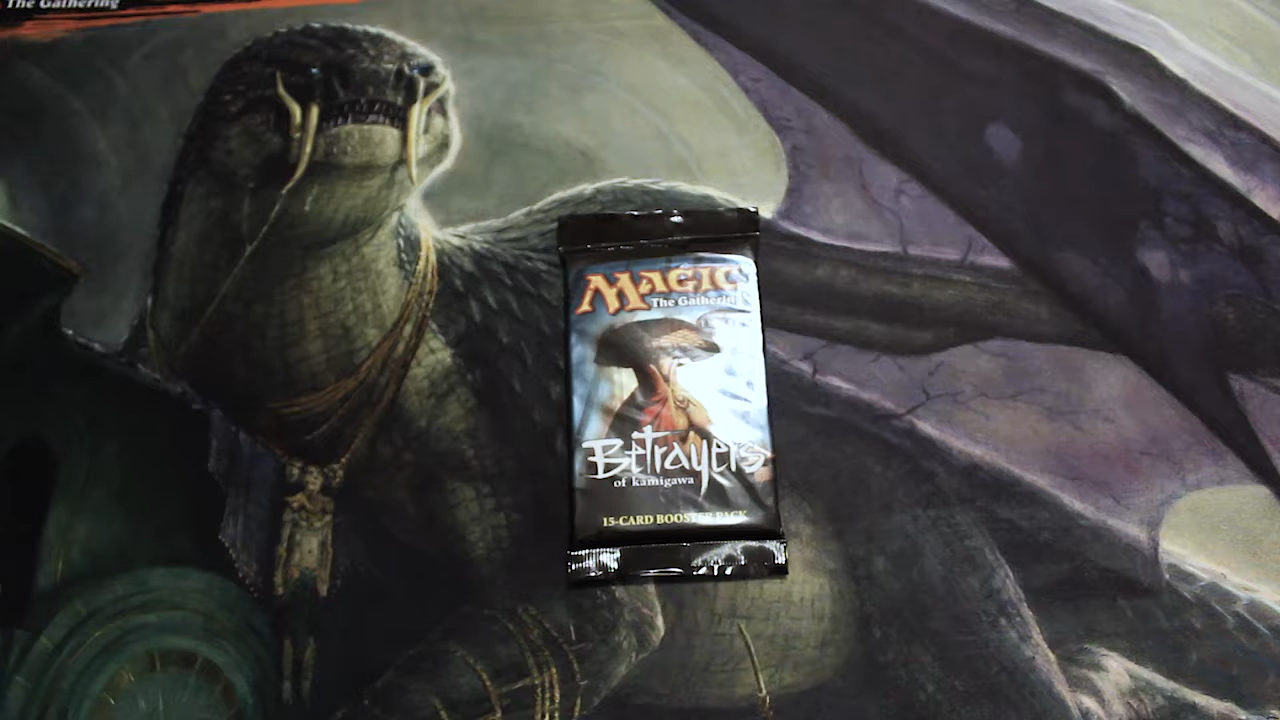 The Gathering
MAGIC
The Gathering
Betrayers
of kamigawa
15-CARD BOOSTER PACK